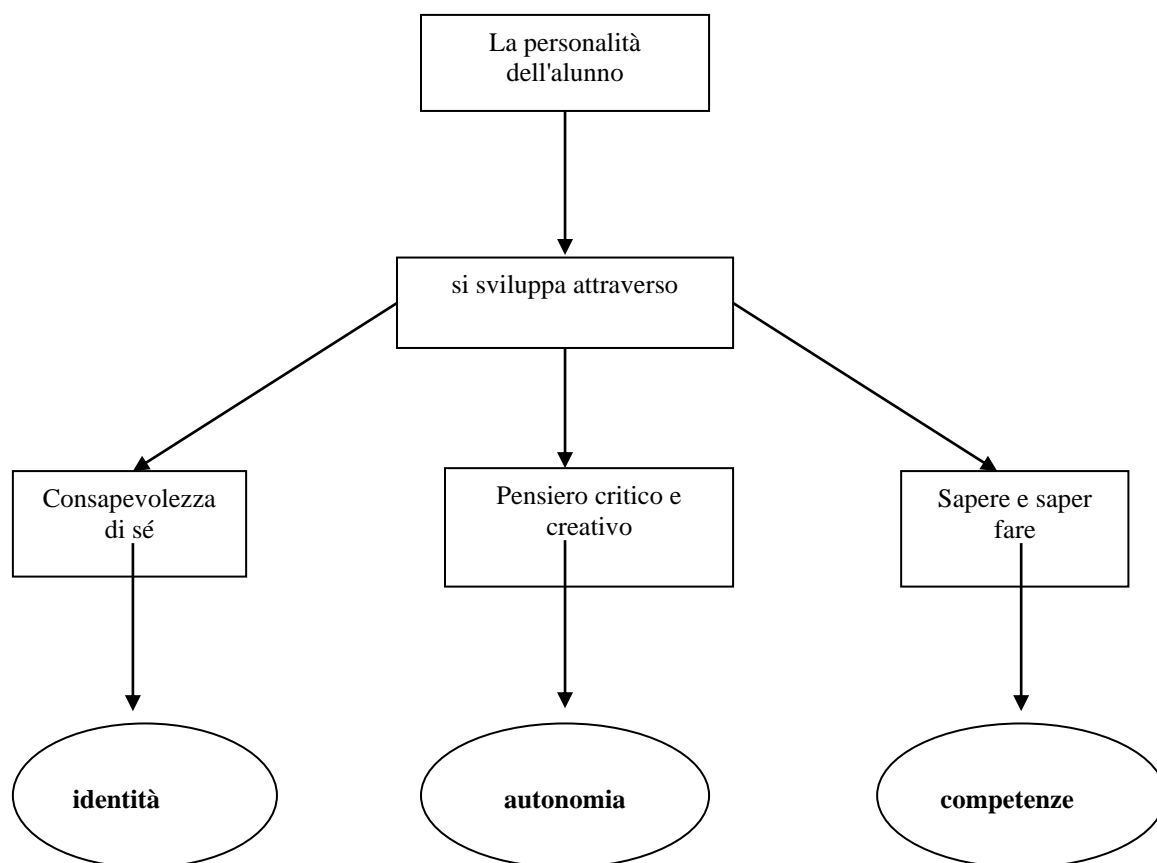 La personalità
dell'alunno
si sviluppa attraverso
Consapevolezza
di sé
Pensiero critico e
creativo
Sapere e saper
fare
identità
autonomia
competenze